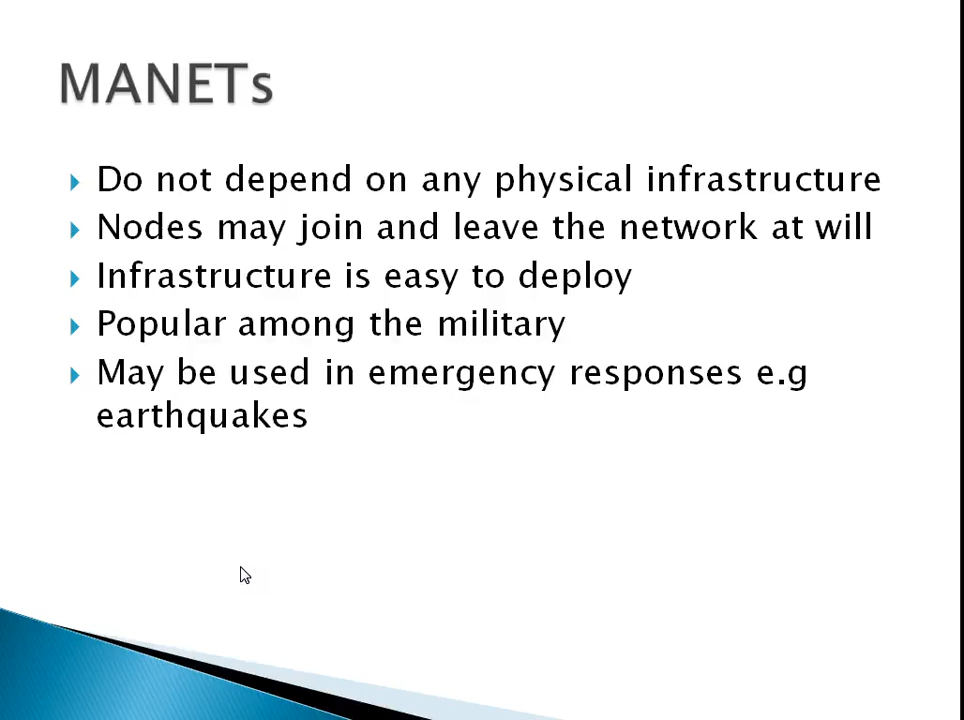 MANETs
Do not depend on any physical infrastructure
Nodes may join and leave the network at will
Infrastructure is easy to deploy
Popular among the military
May be used in emergency responses e.g
earthquakes